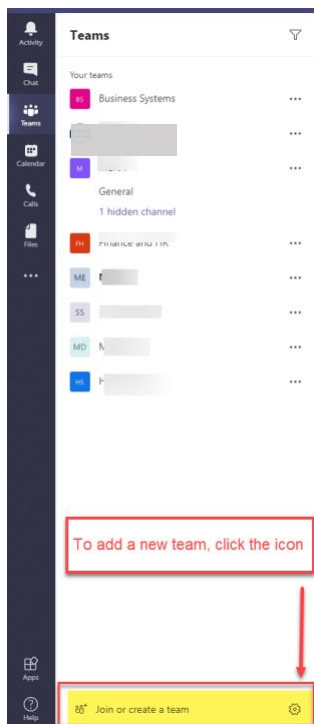 Activity
Teams
Chat
Your teams
BS Business Systems
Teams
Calendar
M
General
Calls
1 hidden channel
Files
FH Finance and HR
ME
SS
MD
HS
To add a new team, click the icon
Apps
Join or create a team
Help